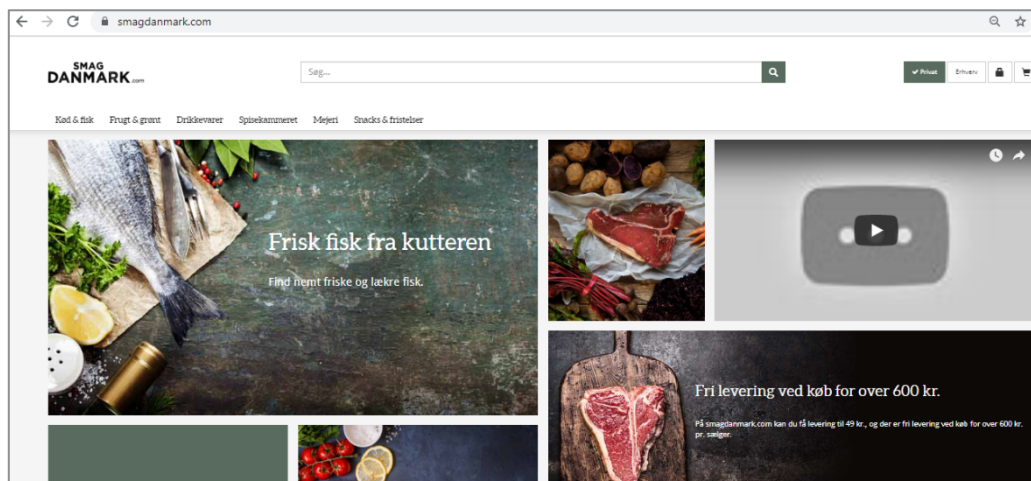 smagdanmark.com
SMAG
DANMARK.com
Søg...
✔ Privat
Erhverv
Kød & fisk
Frugt & grønt
Drikkevarer
Spisekammeret
Mejeri
Snacks & fristelser
Frisk fisk fra kutteren
Find nemt friske og lækre fisk.
Fri levering ved køb for over 600 kr.
På smagdanmark.com kan du få levering til 49 kr., og der er fri levering ved køb for over 600 kr.
pr. sælger.